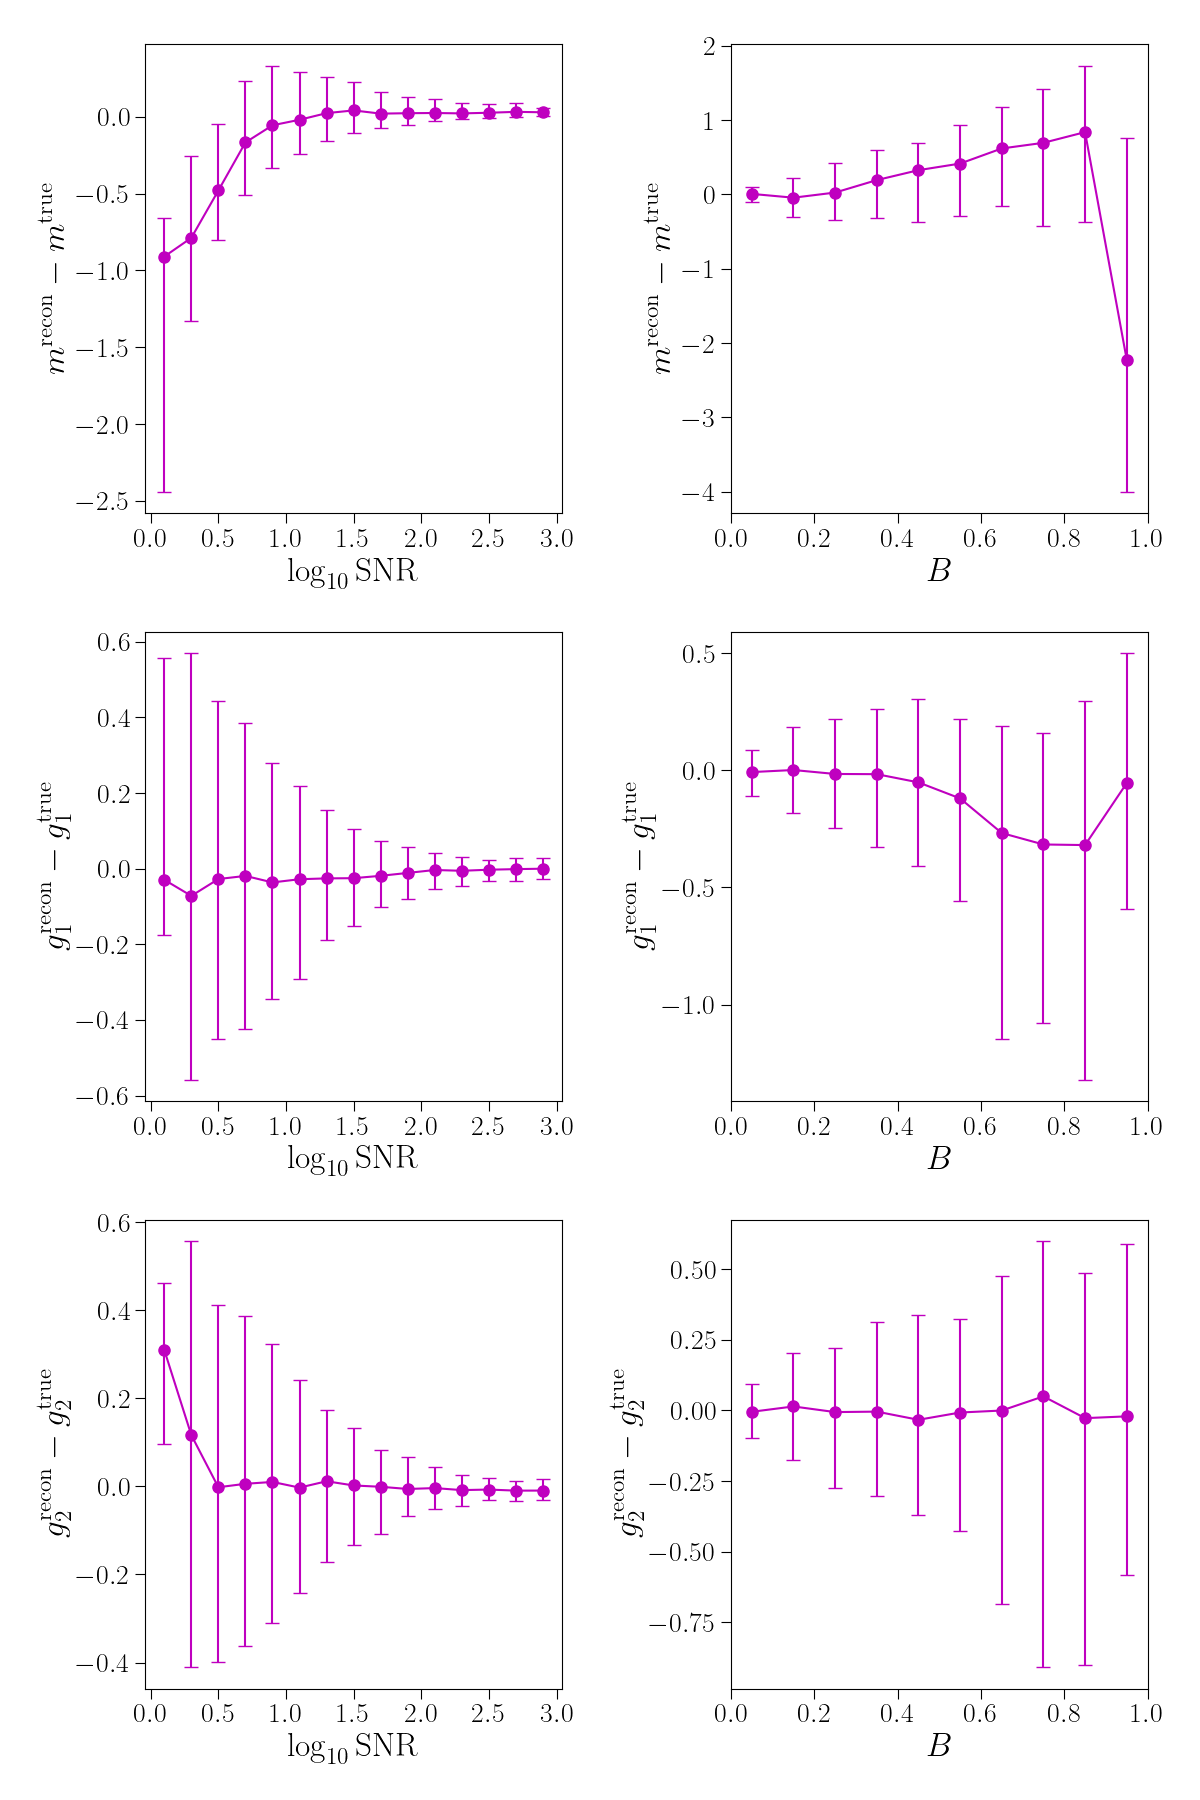 0.0
−0.5
−1.0
−1.5
−2.0
−2.5
m^recon − m^true
0.0 0.5 1.0 1.5 2.0 2.5 3.0
log₁₀ SNR
2
1
0
−1
−2
−3
−4
m^recon − m^true
0.0 0.2 0.4 0.6 0.8 1.0
B
0.6
0.4
0.2
0.0
−0.2
−0.4
−0.6
g₁^recon − g₁^true
0.0 0.5 1.0 1.5 2.0 2.5 3.0
log₁₀ SNR
0.5
0.0
−0.5
−1.0
g₁^recon − g₁^true
0.0 0.2 0.4 0.6 0.8 1.0
B
0.6
0.4
0.2
0.0
−0.2
−0.4
g₂^recon − g₂^true
0.0 0.5 1.0 1.5 2.0 2.5 3.0
log₁₀ SNR
0.50
0.25
0.00
−0.25
−0.50
−0.75
g₂^recon − g₂^true
0.0 0.2 0.4 0.6 0.8 1.0
B